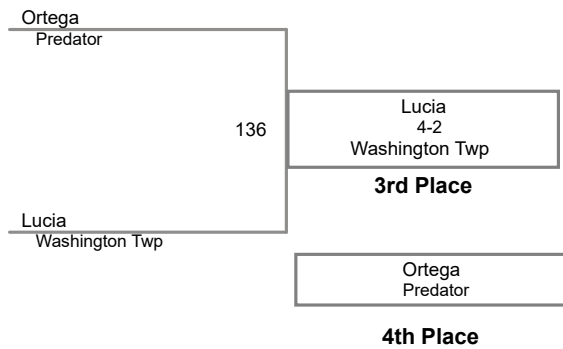 Ortega
Predator
Lucia
4-2
136
Washington Twp
3rd Place
Lucia
Washington Twp
Ortega
Predator
4th Place